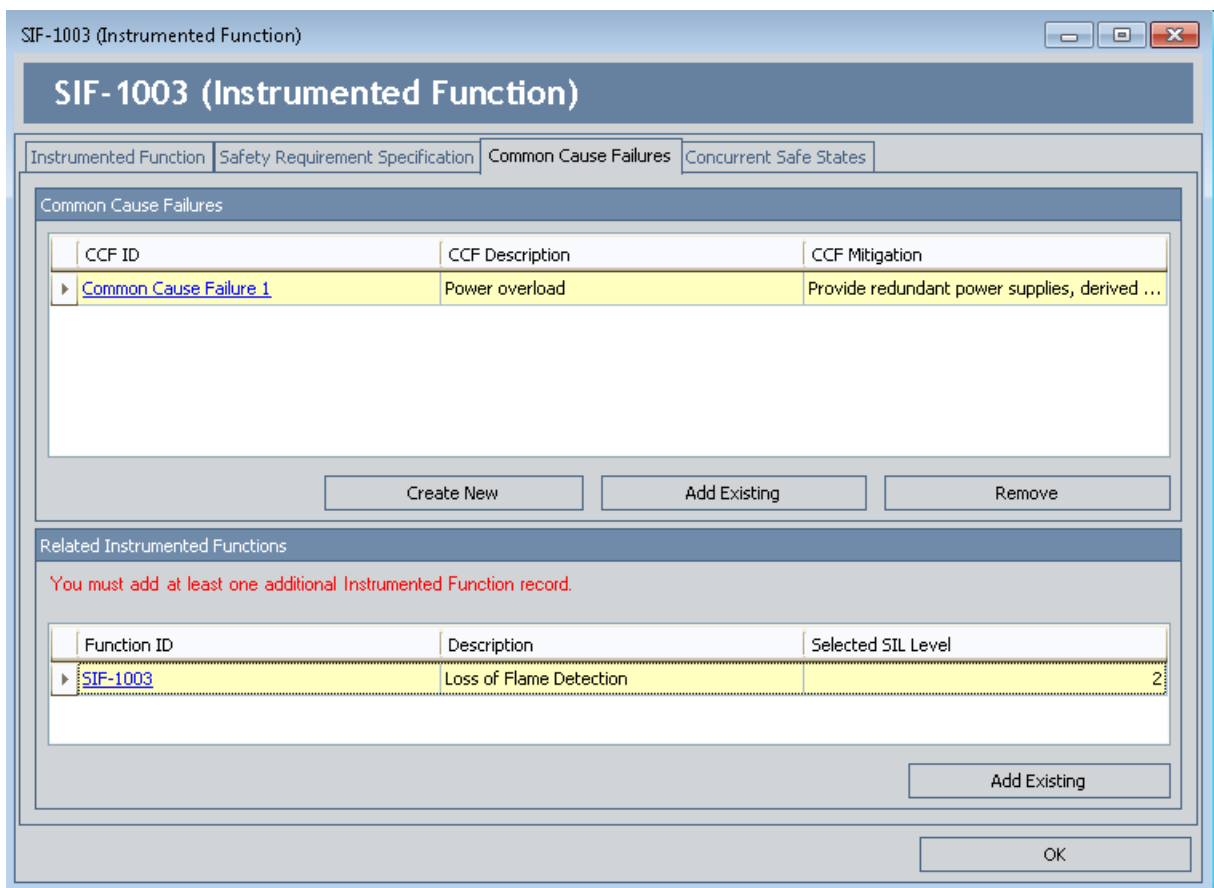 SIF-1003 (Instrumented Function)
SIF-1003 (Instrumented Function)
Instrumented Function Safety Requirement Specification Common Cause Failures Concurrent Safe States
Common Cause Failures
CCF ID CCF Description CCF Mitigation
Common Cause Failure 1 Power overload Provide redundant power supplies, derived ...
Create New Add Existing Remove
Related Instrumented Functions
You must add at least one additional Instrumented Function record.
Function ID Description Selected SIL Level
SIF-1003 Loss of Flame Detection 2
Add Existing
OK